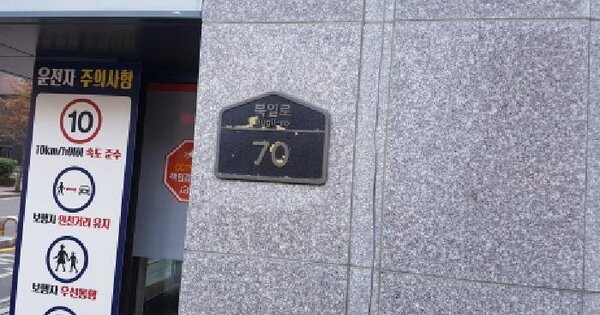 운전자 주의사항
10
10km/h이하 속도 준수
보행자 안전거리 유지
보행자 우선통행
북일로
70